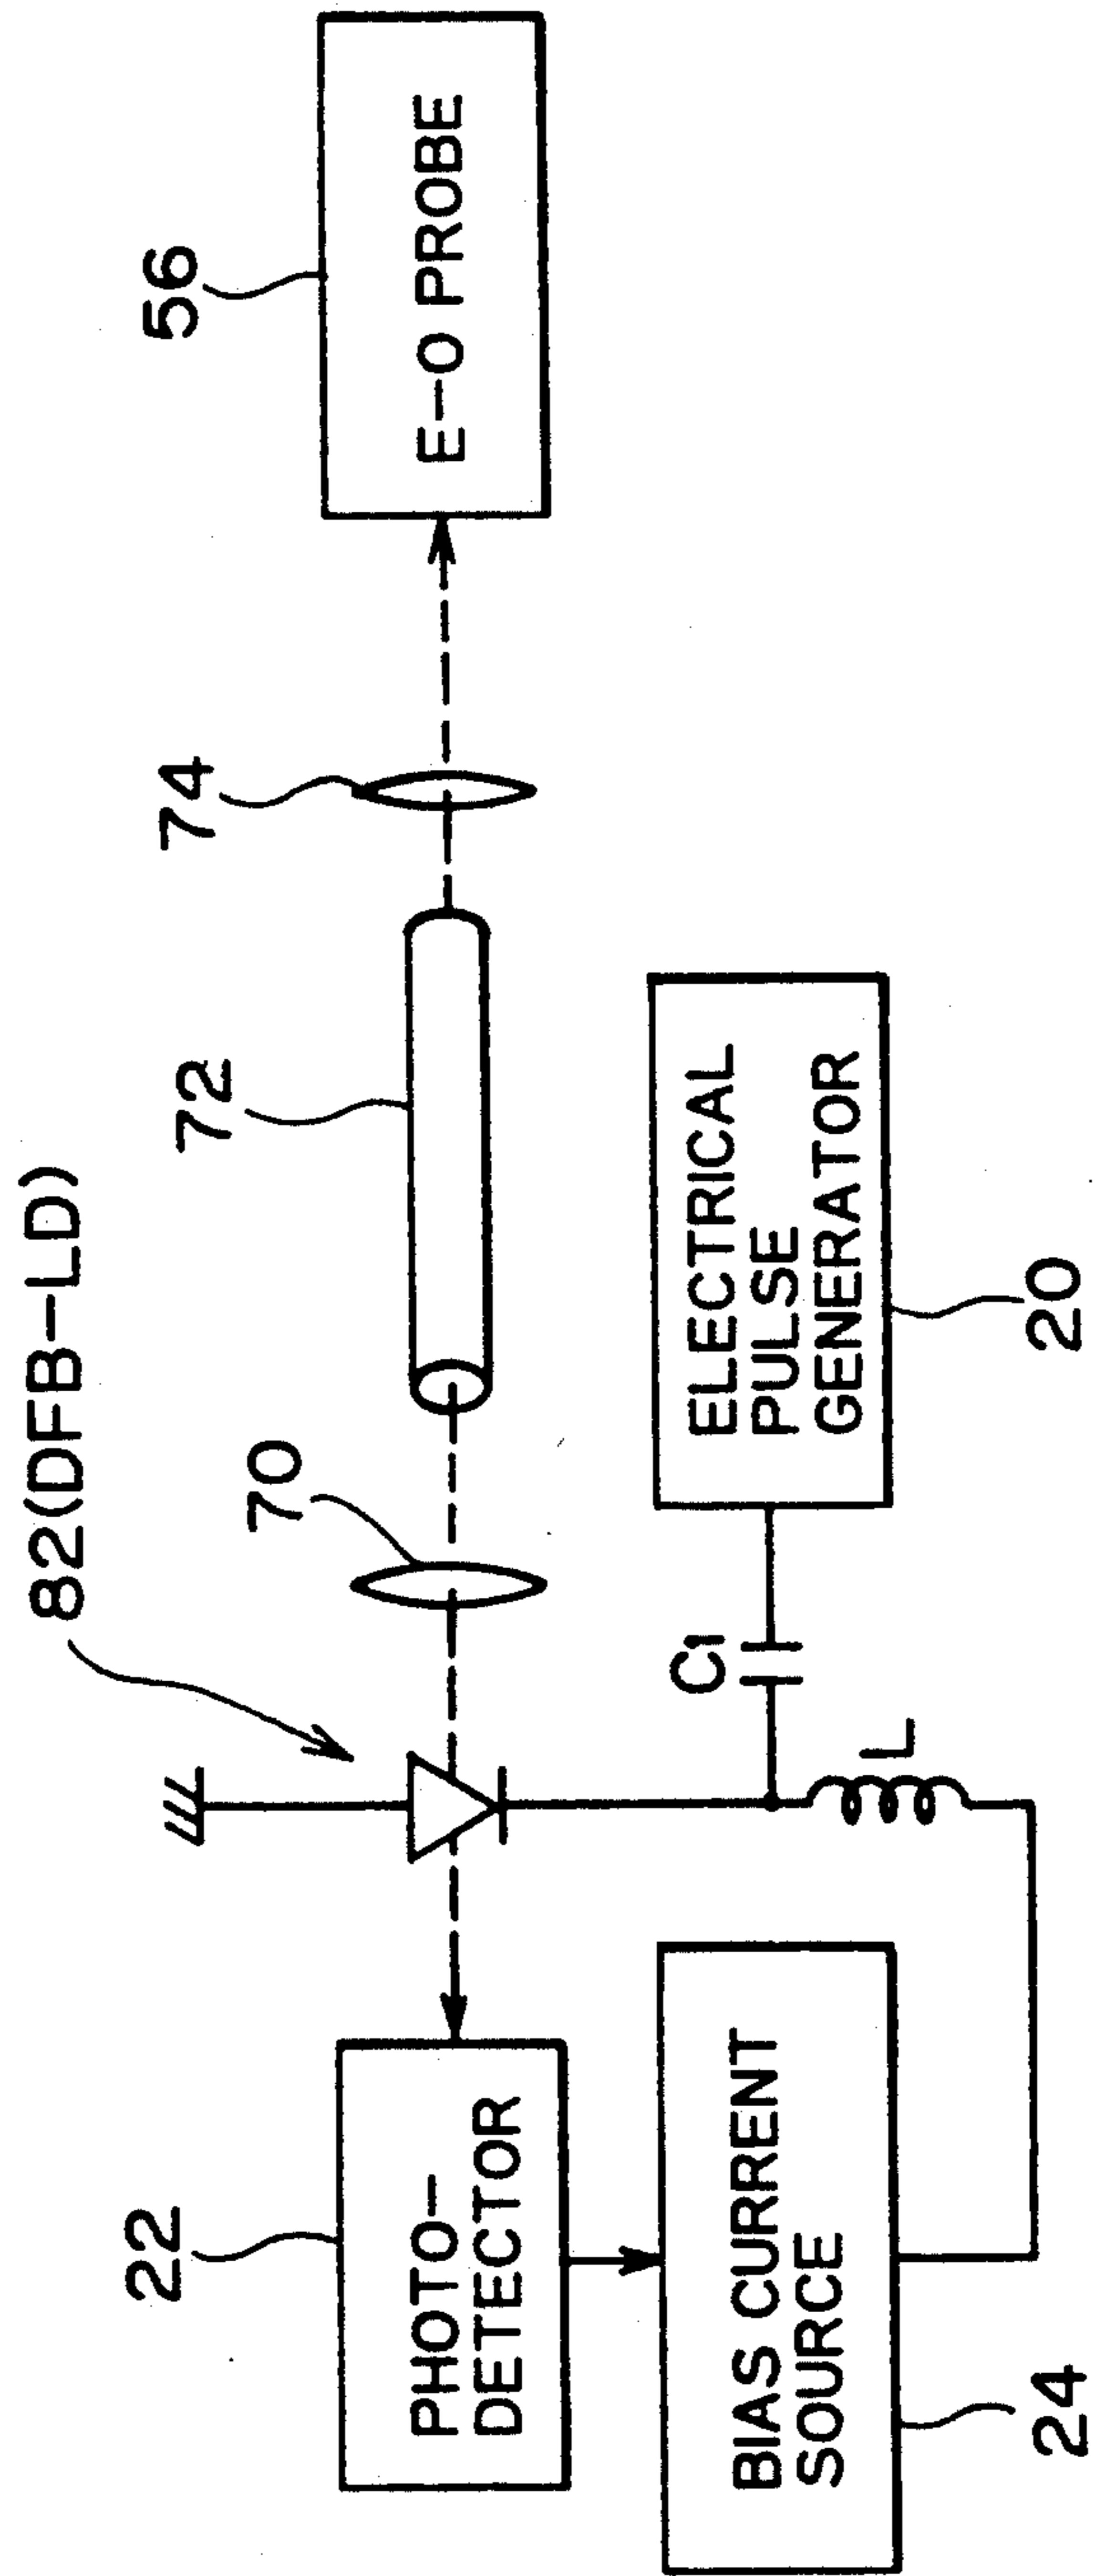 82(DFB-LD)
22
70
72
74
56
PHOTO-
DETECTOR
E-O PROBE
C1
L
BIAS CURRENT
SOURCE
ELECTRICAL
PULSE
GENERATOR
24
20